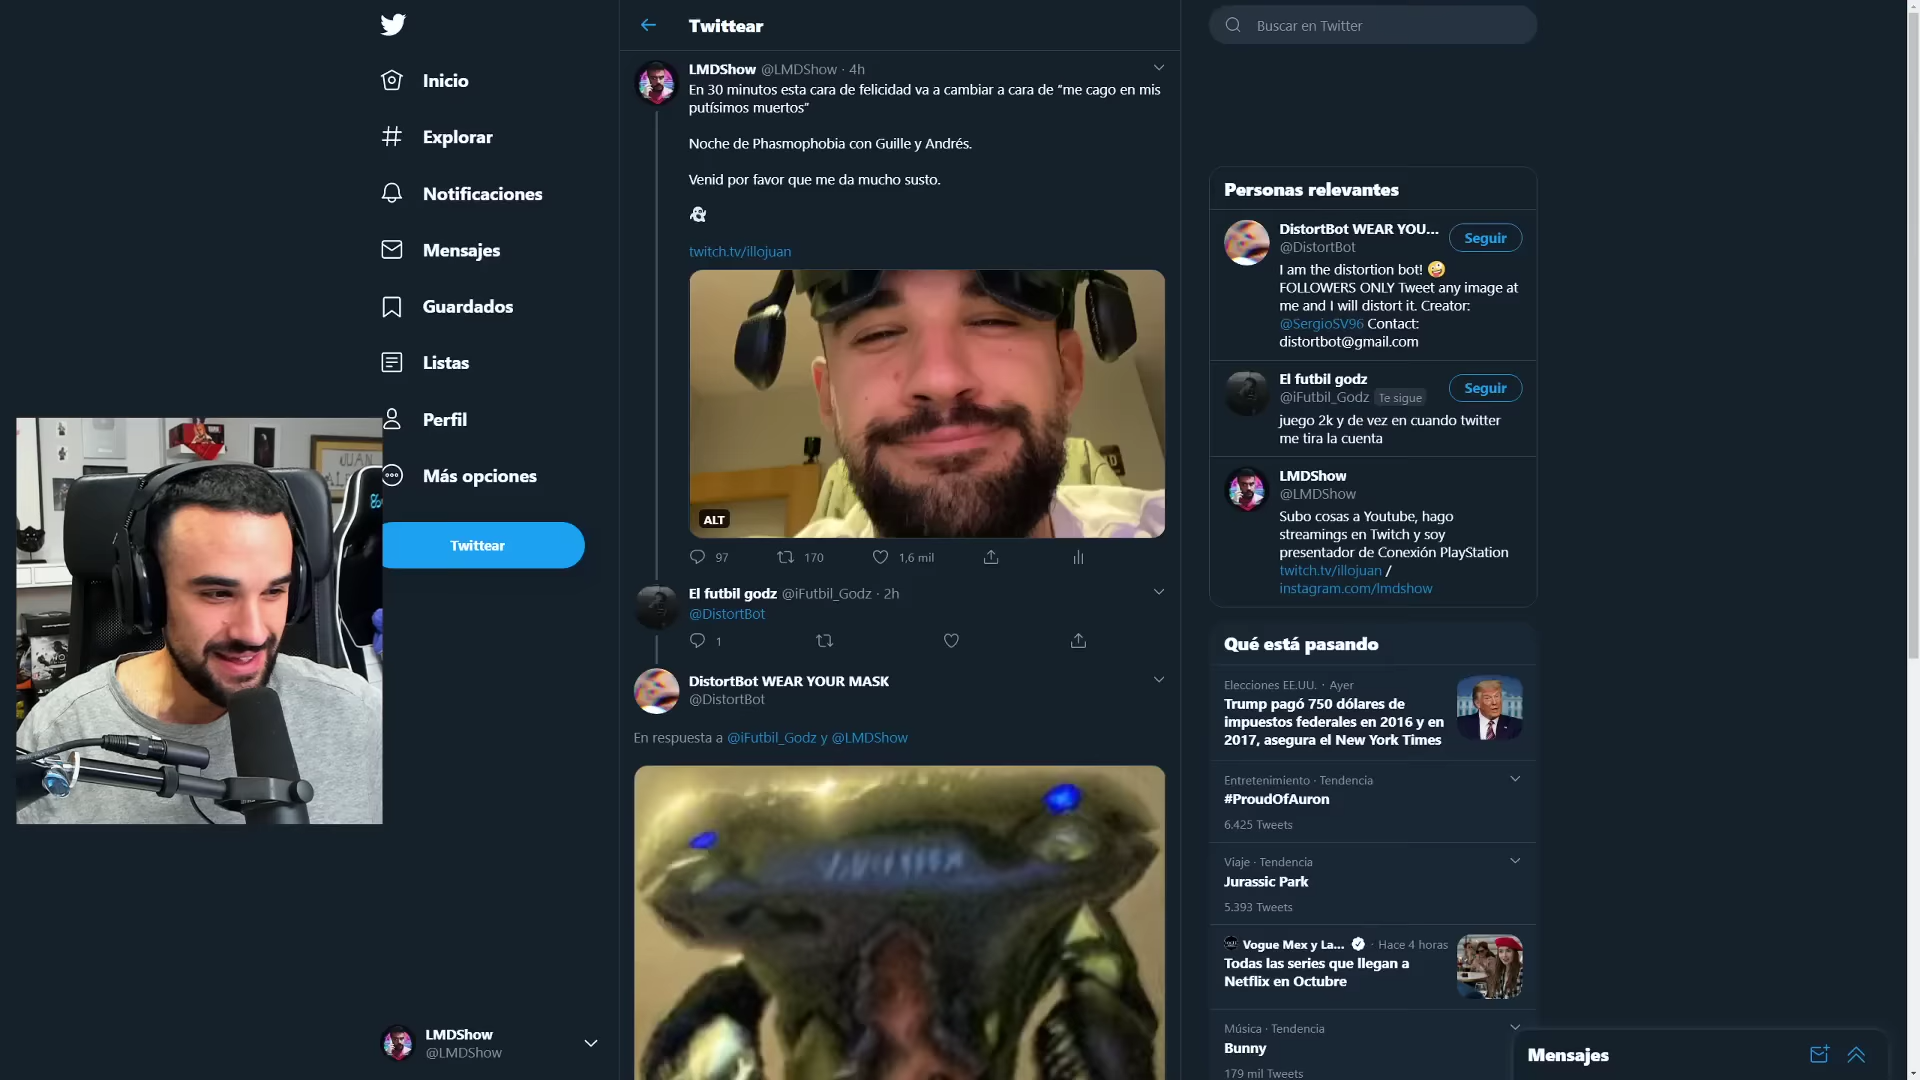 Inicio
Explorar
Notificaciones
Mensajes
Guardados
Listas
Perfil
Más opciones
Twittear
LMDShow
@LMDShow
Twittear
LMDShow @LMDShow · 4h
En 30 minutos esta cara de felicidad va a cambiar a cara de “me cago en mis
putísimos muertos”
Noche de Phasmophobia con Guille y Andrés.
Venid por favor que me da mucho susto.
👻
twitch.tv/illojuan
ALT
97 170 1,6 mil
El futbil godz @iFutbil_Godz · 2h
@DistortBot
1
DistortBot WEAR YOUR MASK
@DistortBot
En respuesta a @iFutbil_Godz y @LMDShow
Buscar en Twitter
Personas relevantes
DistortBot WEAR YOU...
Seguir
@DistortBot
I am the distortion bot! 🤪
FOLLOWERS ONLY Tweet any image at
me and I will distort it. Creator:
@SergioSV96 Contact:
distortbot@gmail.com
El futbil godz
Seguir
@iFutbil_Godz Te sigue
juego 2k y de vez en cuando twitter
me tira la cuenta
LMDShow
@LMDShow
Subo cosas a Youtube, hago
streamings en Twitch y soy
presentador de Conexión PlayStation
twitch.tv/illojuan /
instagram.com/lmdshow
Qué está pasando
Elecciones EE.UU. · Ayer
Trump pagó 750 dólares de
impuestos federales en 2016 y en
2017, asegura el New York Times
Entretenimiento · Tendencia
#ProudOfAuron
6.425 Tweets
Viaje · Tendencia
Jurassic Park
5.393 Tweets
Vogue Mex y La... · Hace 4 horas
Todas las series que llegan a
Netflix en Octubre
Música · Tendencia
Bunny
179 mil Tweets
Mensajes
JUAN